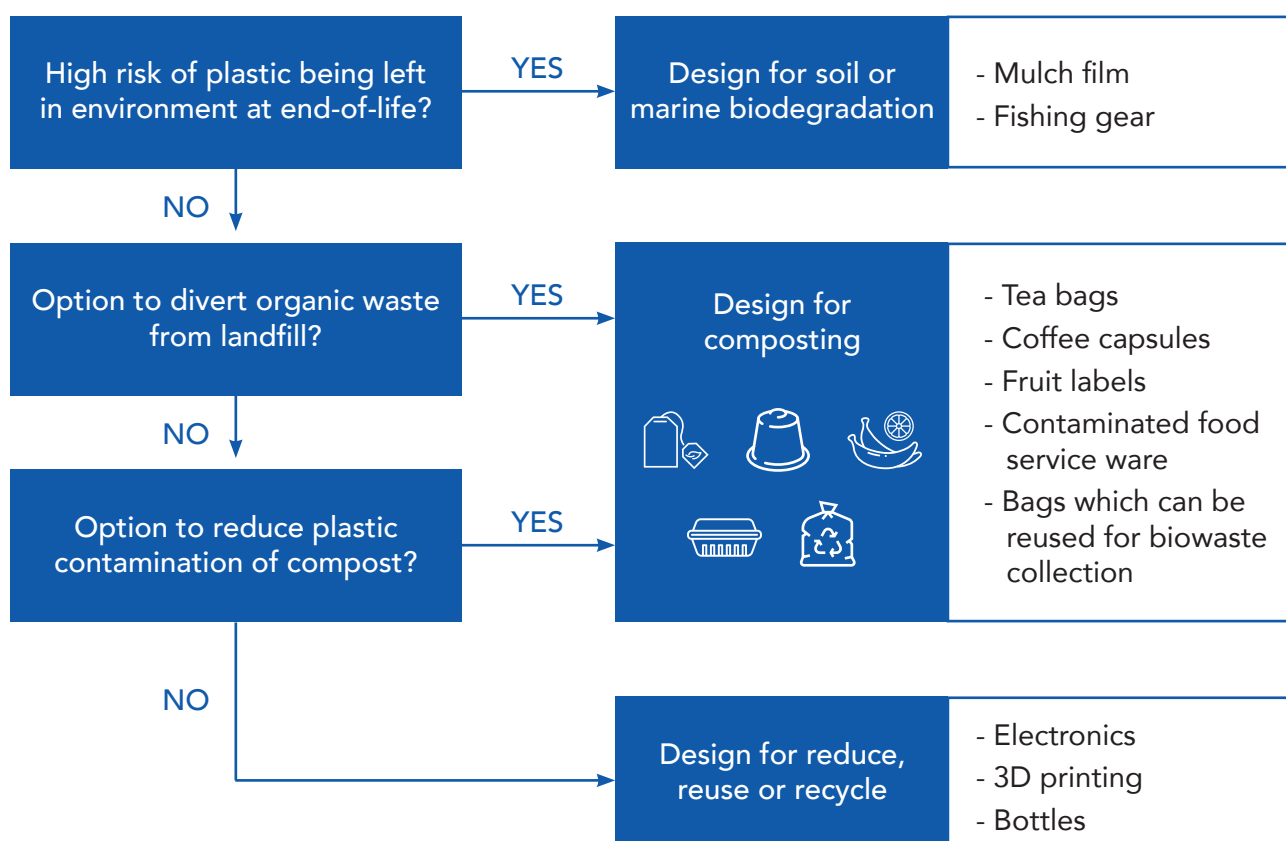 High risk of plastic being left
in environment at end-of-life?
YES
Design for soil or
marine biodegradation
- Mulch film
- Fishing gear
NO
Option to divert organic waste
from landfill?
YES
Design for
composting
- Tea bags
- Coffee capsules
- Fruit labels
- Contaminated food
service ware
- Bags which can be
reused for biowaste
collection
NO
Option to reduce plastic
contamination of compost?
YES
NO
Design for reduce,
reuse or recycle
- Electronics
- 3D printing
- Bottles